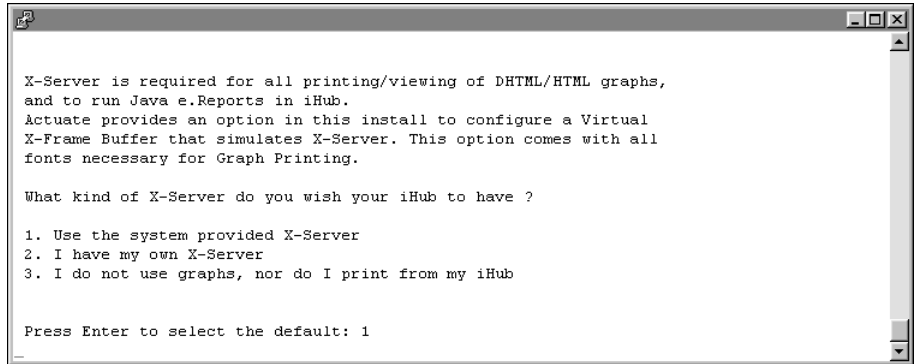 X-Server is required for all printing/viewing of DHTML/HTML graphs,
and to run Java e.Reports in iHub.
Actuate provides an option in this install to configure a Virtual
X-Frame Buffer that simulates X-Server. This option comes with all
fonts necessary for Graph Printing.
What kind of X-Server do you wish your iHub to have ?
1. Use the system provided X-Server
2. I have my own X-Server
3. I do not use graphs, nor do I print from my iHub
Press Enter to select the default: 1